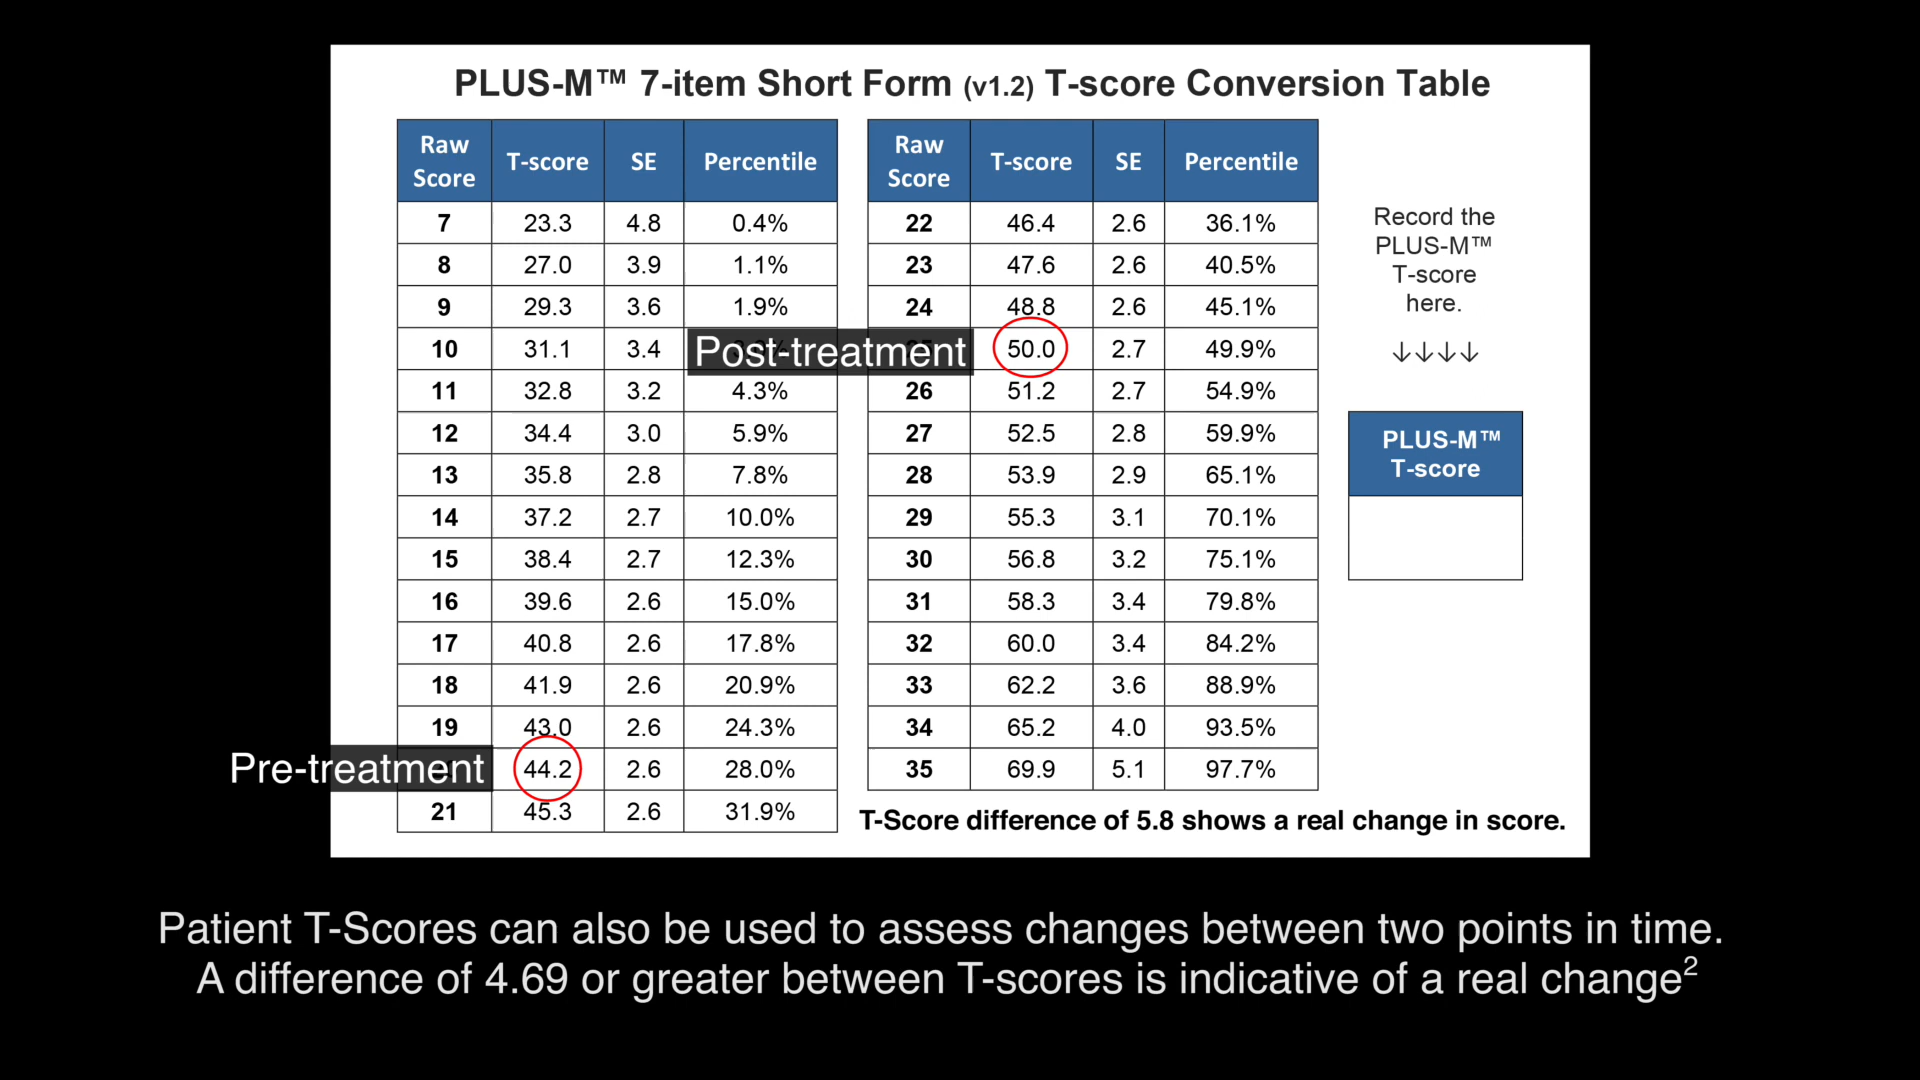 PLUS-M™ 7-item Short Form (v1.2) T-score Conversion Table
Raw Score T-score SE Percentile
7 23.3 4.8 0.4%
8 27.0 3.9 1.1%
9 29.3 3.6 1.9%
10 31.1 3.4
11 32.8 3.2 4.3%
12 34.4 3.0 5.9%
13 35.8 2.8 7.8%
14 37.2 2.7 10.0%
15 38.4 2.7 12.3%
16 39.6 2.6 15.0%
17 40.8 2.6 17.8%
18 41.9 2.6 20.9%
19 43.0 2.6 24.3%
Pre-treatment 44.2 2.6 28.0%
21 45.3 2.6 31.9%
Raw Score T-score SE Percentile
22 46.4 2.6 36.1%
23 47.6 2.6 40.5%
24 48.8 2.6 45.1%
Post-treatment 50.0 2.7 49.9%
26 51.2 2.7 54.9%
27 52.5 2.8 59.9%
28 53.9 2.9 65.1%
29 55.3 3.1 70.1%
30 56.8 3.2 75.1%
31 58.3 3.4 79.8%
32 60.0 3.4 84.2%
33 62.2 3.6 88.9%
34 65.2 4.0 93.5%
35 69.9 5.1 97.7%
Record the
PLUS-M™
T-score
here.
↓↓↓↓
PLUS-M™
T-score
T-Score difference of 5.8 shows a real change in score.
Patient T-Scores can also be used to assess changes between two points in time.
A difference of 4.69 or greater between T-scores is indicative of a real change²